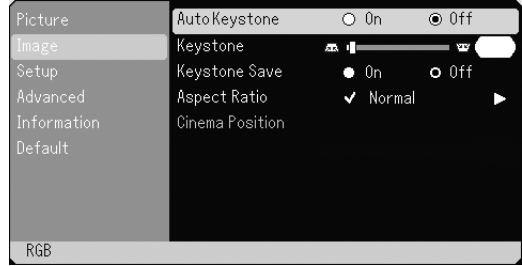 Picture
Image
Setup
Advanced
Information
Default
Auto Keystone On Off
Keystone
Keystone Save On Off
Aspect Ratio Normal
Cinema Position
RGB